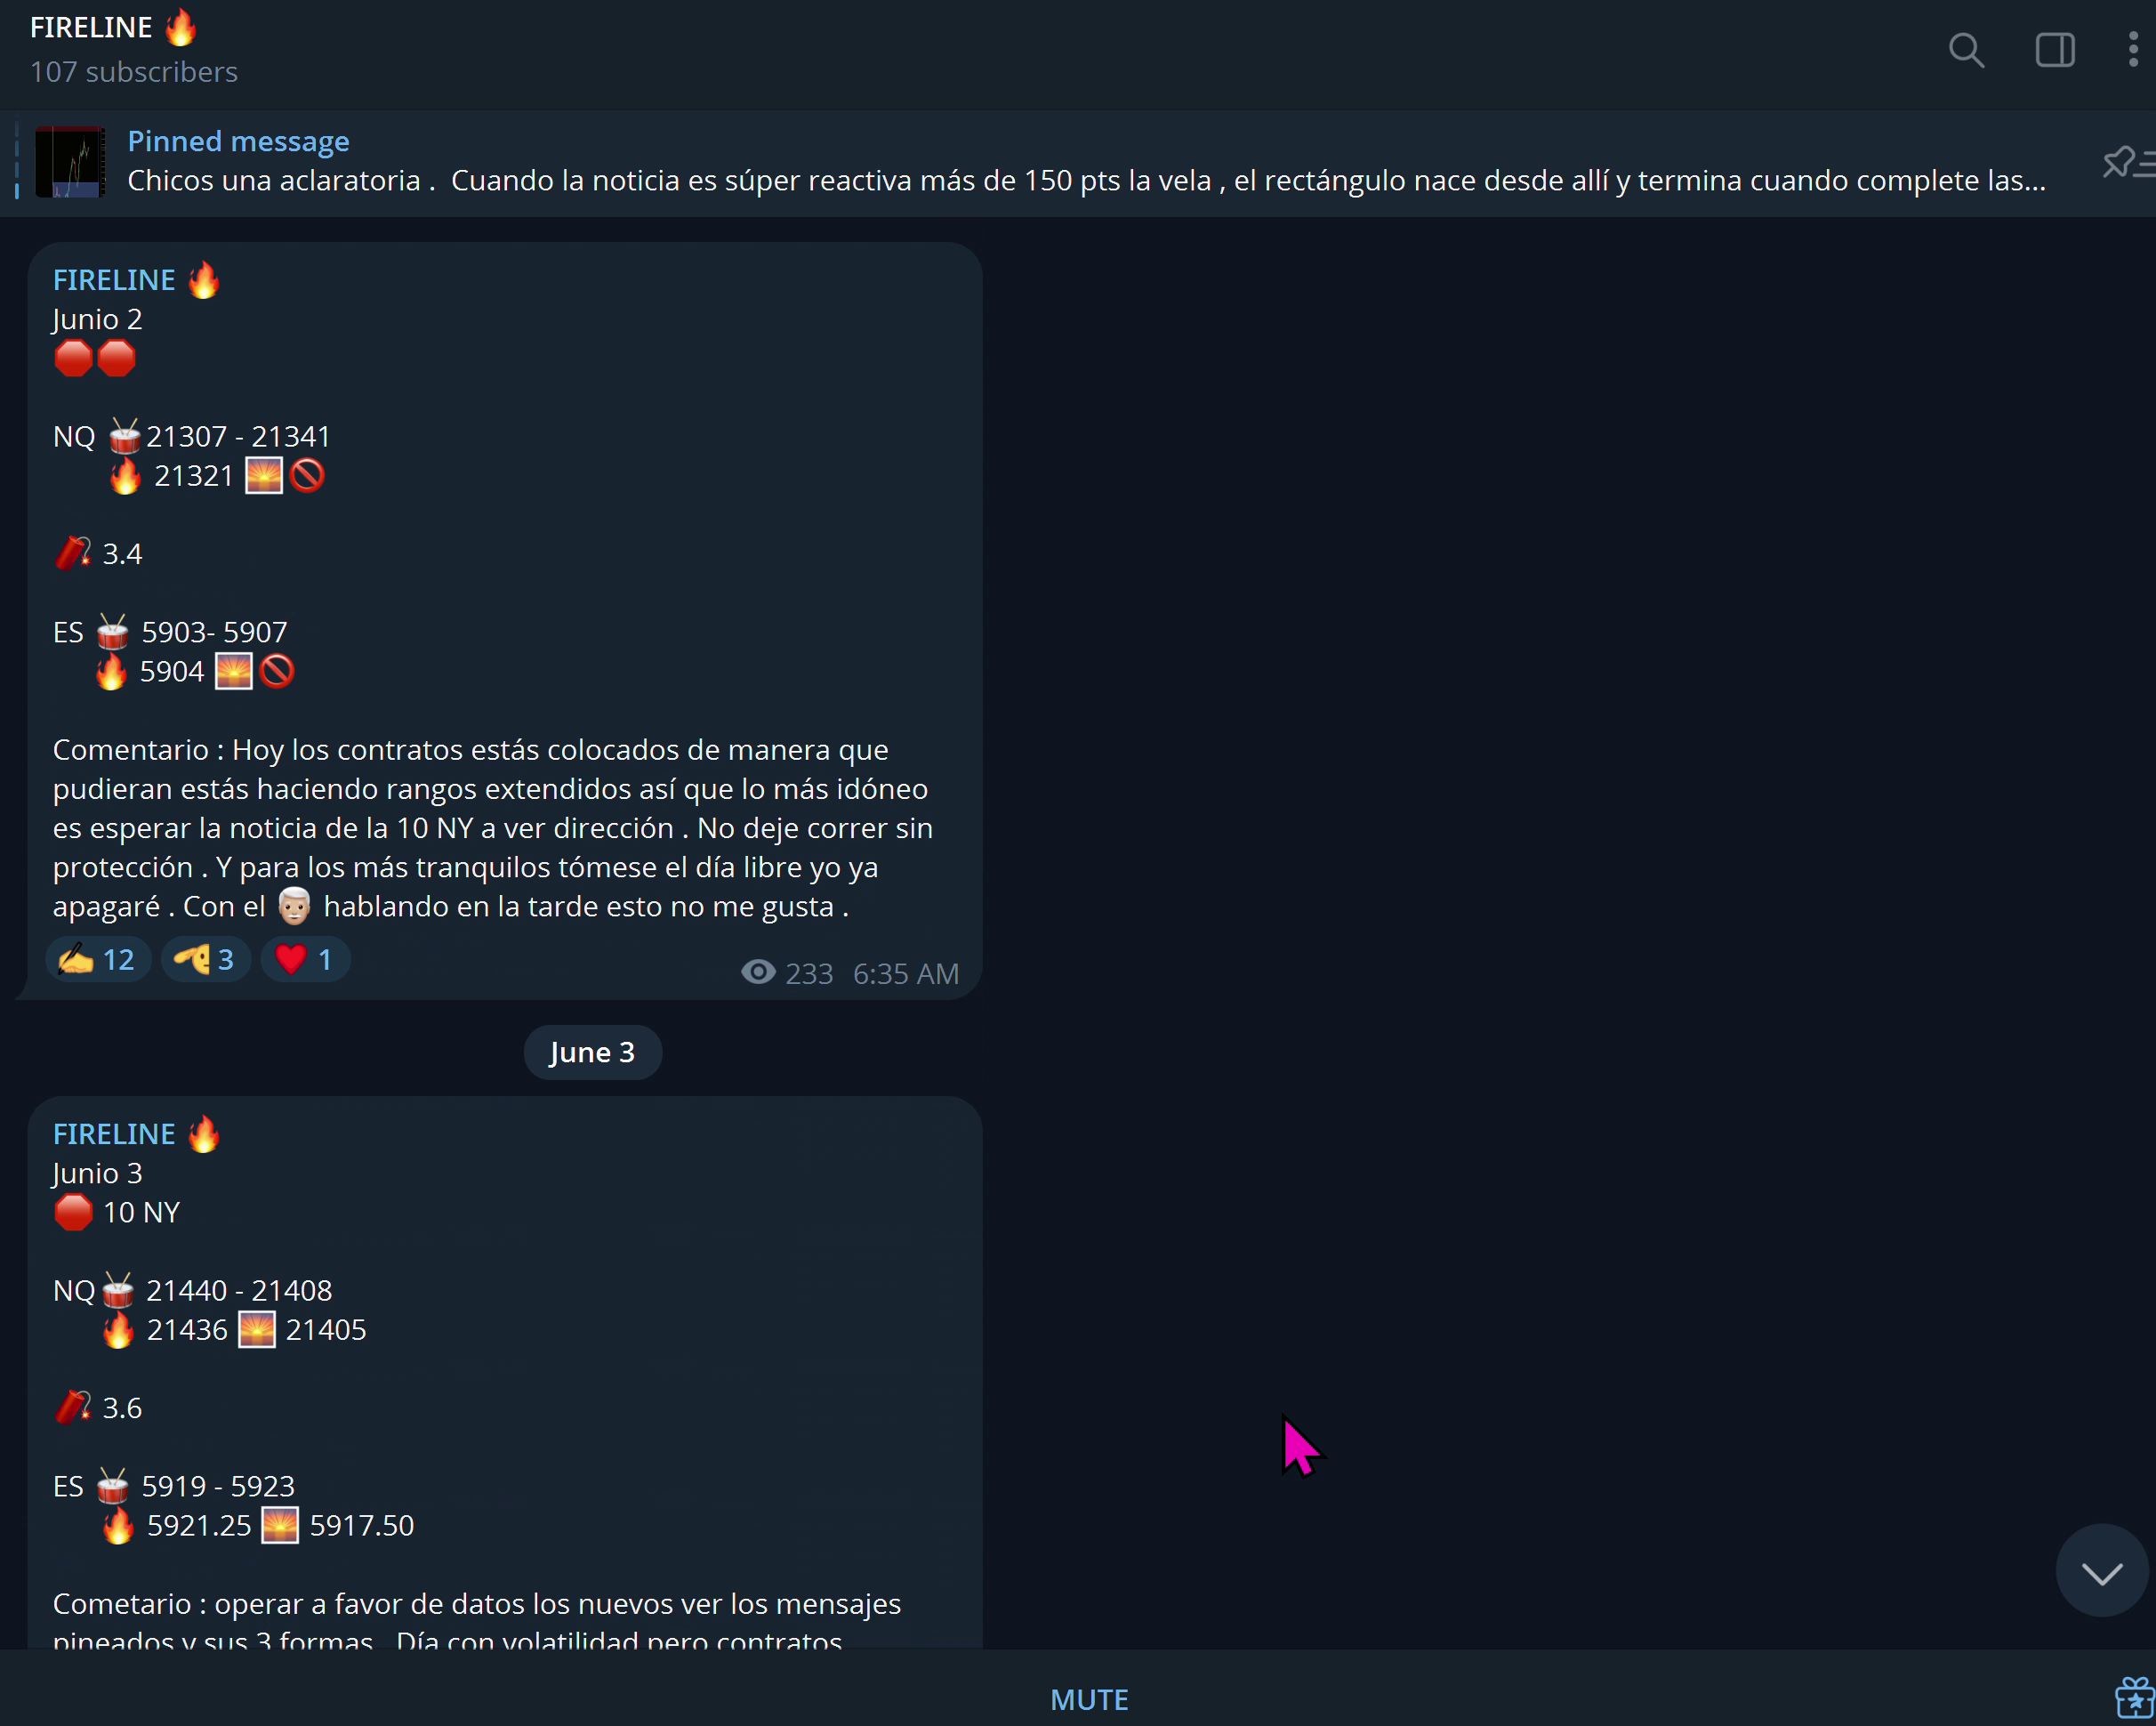 FIRELINE 🔥
107 subscribers
Pinned message
Chicos una aclaratoria .  Cuando la noticia es súper reactiva más de 150 pts la vela , el rectángulo nace desde allí y termina cuando complete las...
FIRELINE 🔥
Junio 2
🛑🛑
NQ 🥁21307 - 21341
🔥 21321 🌅🚫
🧨 3.4
ES 🥁 5903- 5907
🔥 5904 🌅🚫
Comentario : Hoy los contratos estás colocados de manera que
pudieran estás haciendo rangos extendidos así que lo más idóneo
es esperar la noticia de la 10 NY a ver dirección . No deje correr sin
protección . Y para los más tranquilos tómese el día libre yo ya
apagaré . Con el 👨🏼‍🦳 hablando en la tarde esto no me gusta .
✍️ 12 🫳 3 ❤️ 1
233 6:35 AM
June 3
FIRELINE 🔥
Junio 3
🛑 10 NY
NQ🥁 21440 - 21408
🔥 21436 🌅 21405
🧨 3.6
ES 🥁 5919 - 5923
🔥 5921.25 🌅 5917.50
Cometario : operar a favor de datos los nuevos ver los mensajes
pineados y sus 3 formas . Día con volatilidad pero contratos
MUTE